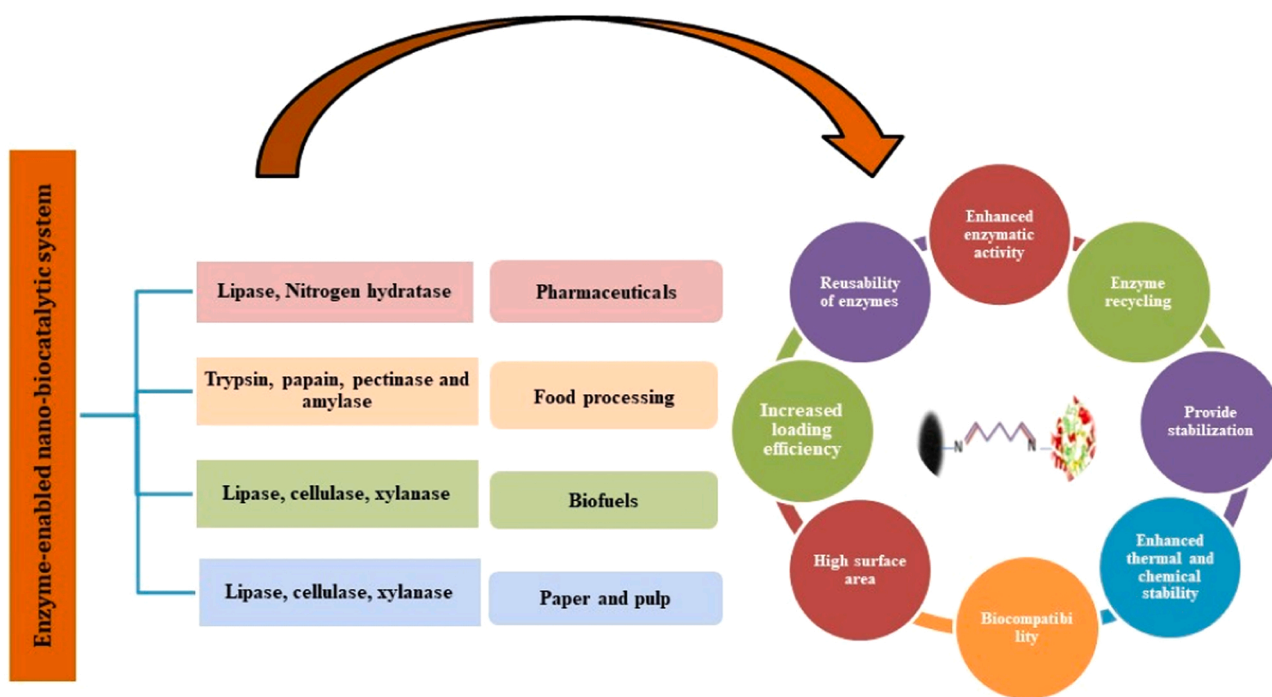 Enzyme-enabled nano-biocatalytic system
Lipase, Nitrogen hydratase
Pharmaceuticals
Trypsin, papain, pectinase and
amylase
Food processing
Lipase, cellulase, xylanase
Biofuels
Lipase, cellulase, xylanase
Paper and pulp
Enhanced
enzymatic
activity
Enzyme
recycling
Provide
stabilization
Enhanced
thermal and
chemical
stability
Biocompatibi
lity
High surface
area
Increased
loading
efficiency
Reusability
of enzymes
N
N